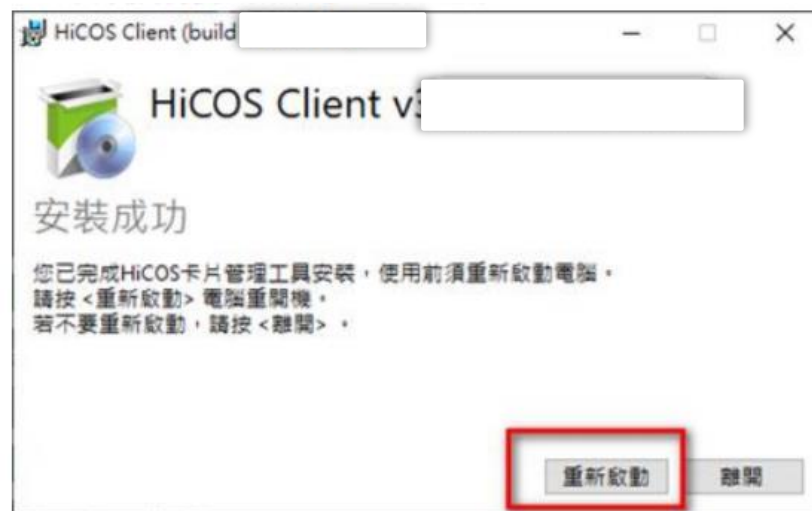 HiCOS Client (build
HiCOS Client v3
安裝成功
您已完成HiCOS卡片管理工具安裝，使用前須重新啟動電腦。
請按 <重新啟動> 電腦重開機。
若不要重新啟動，請按 <離開> 。
重新啟動
離開